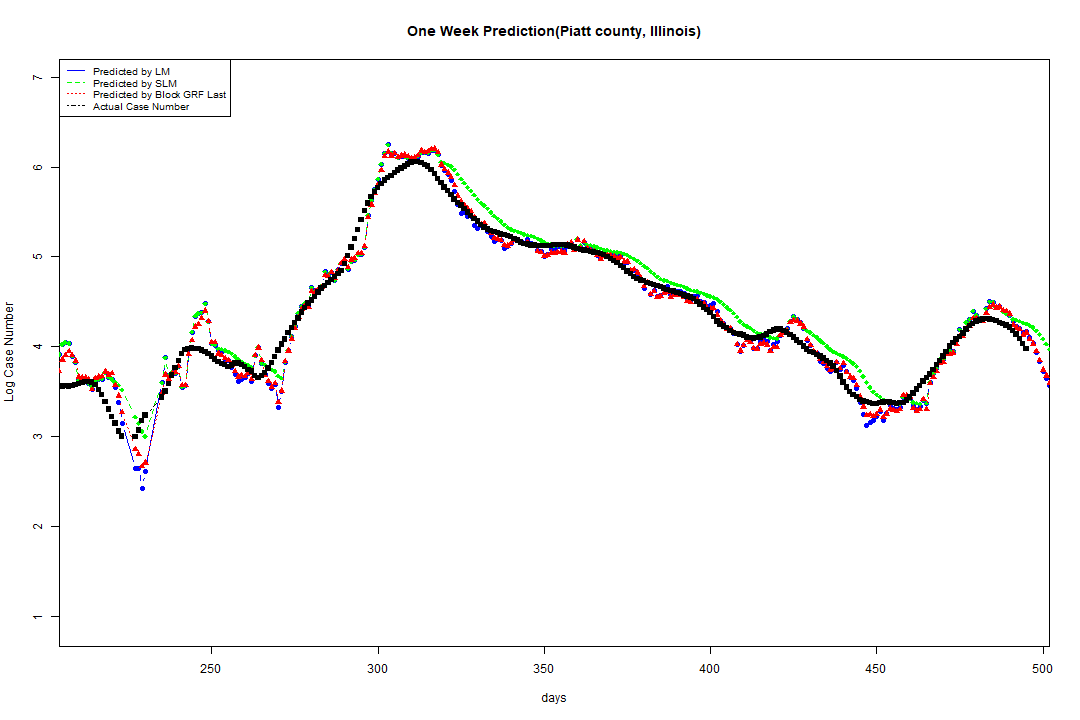 One Week Prediction(Piatt county, Illinois)
Predicted by LM
Predicted by SLM
Predicted by Block GRF Last
Actual Case Number
7
6
5
4
3
2
1
Log Case Number
250 300 350 400 450 500
days